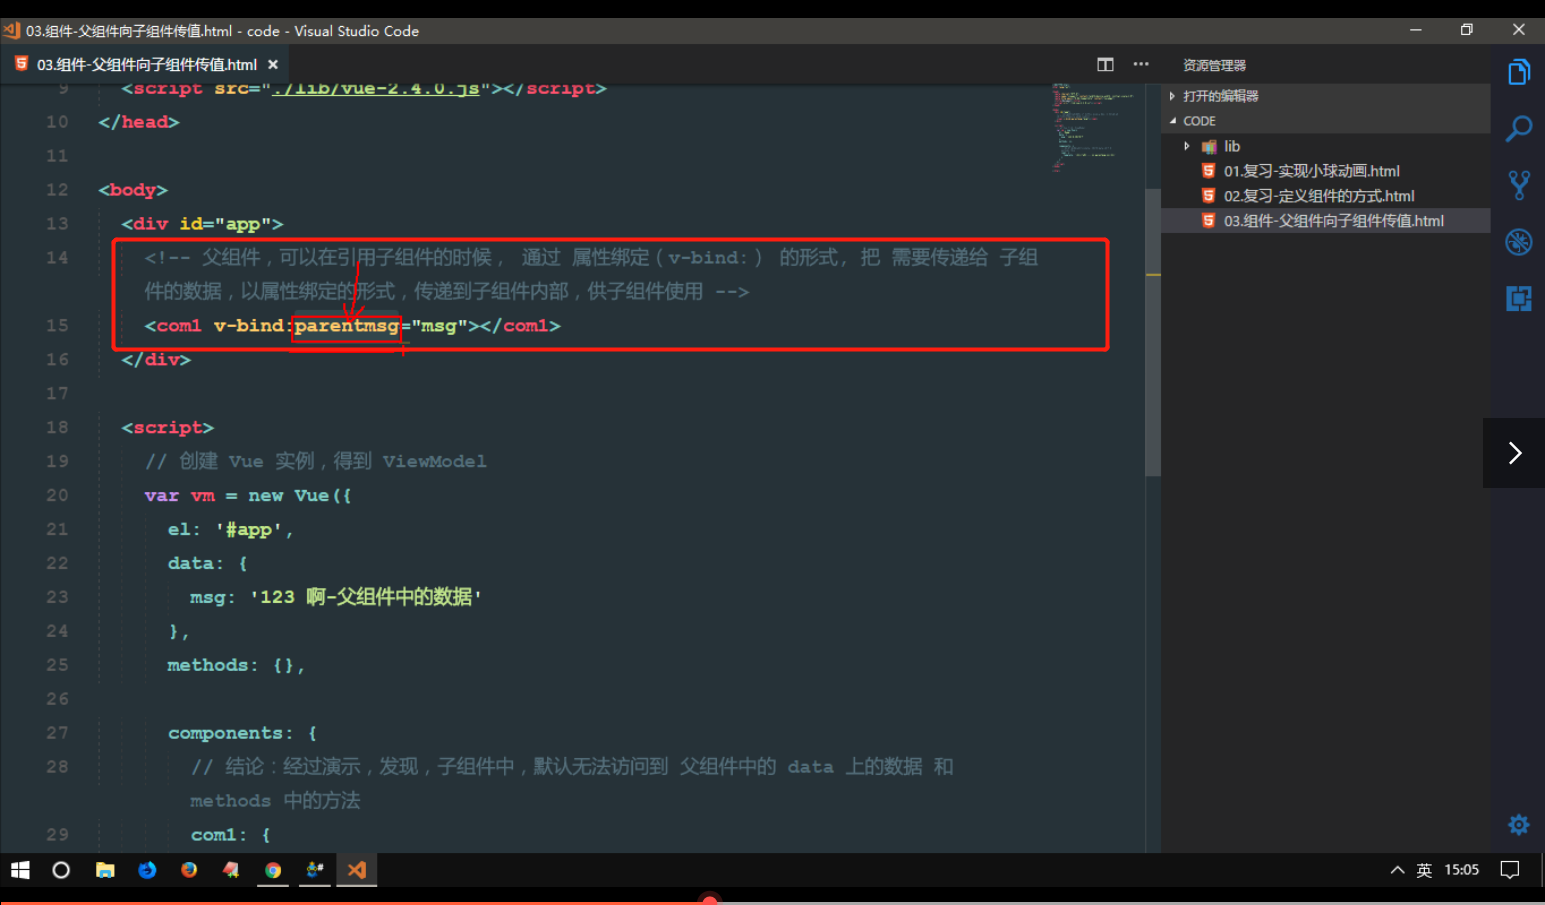 03.组件-父组件向子组件传值.html - code - Visual Studio Code
03.组件-父组件向子组件传值.html ×
9 <script src="./lib/vue-2.4.0.js"></script>
10 </head>
11
12 <body>
13 <div id="app">
14 <!-- 父组件，可以在引用子组件的时候， 通过 属性绑定（v-bind:） 的形式, 把 需要传递给 子组
件的数据，以属性绑定的形式，传递到子组件内部，供子组件使用 -->
15 <com1 v-bind:parentmsg="msg"></com1>
16 </div>
17
18 <script>
19 // 创建 Vue 实例，得到 ViewModel
20 var vm = new Vue({
21 el: '#app',
22 data: {
23 msg: '123 啊-父组件中的数据'
24 },
25 methods: {},
26
27 components: {
28 // 结论：经过演示，发现，子组件中，默认无法访问到 父组件中的 data 上的数据 和
methods 中的方法
29 com1: {
资源管理器
打开的编辑器
CODE
lib
01.复习-实现小球动画.html
02.复习-定义组件的方式.html
03.组件-父组件向子组件传值.html
英 15:05